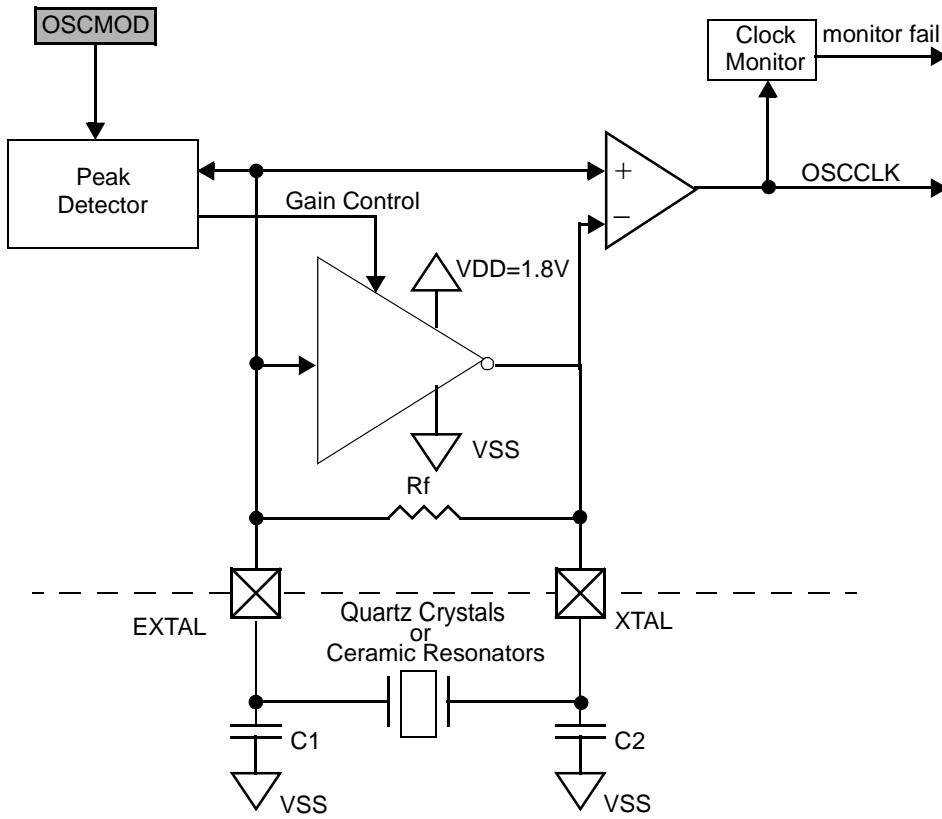 OSCMOD
Clock
Monitor
monitor fail
Peak
Detector
+
OSCCLK
Gain Control
−
VDD=1.8V
VSS
Rf
EXTAL
Quartz Crystals
or
Ceramic Resonators
XTAL
C1
C2
VSS
VSS